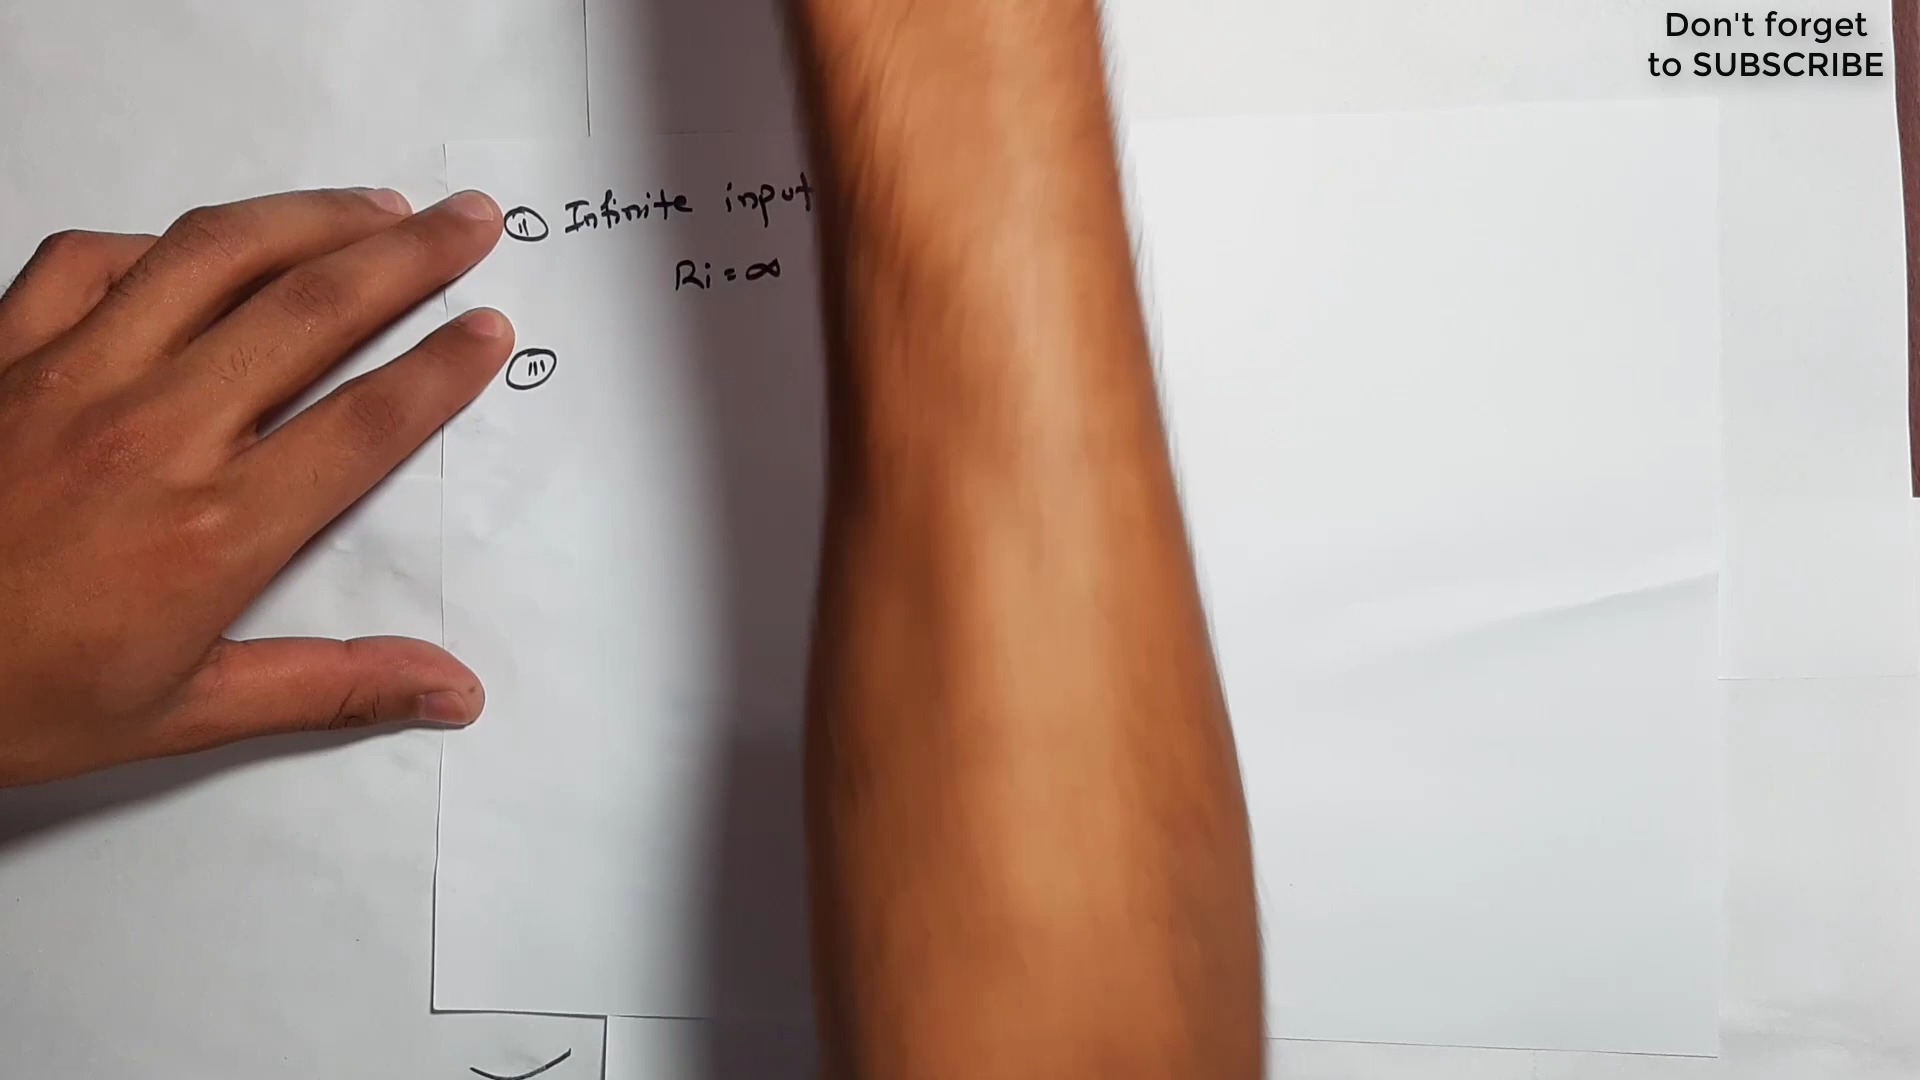 Don't forget
to SUBSCRIBE
(ii) Infinite input
Ri = ∞
(iii)